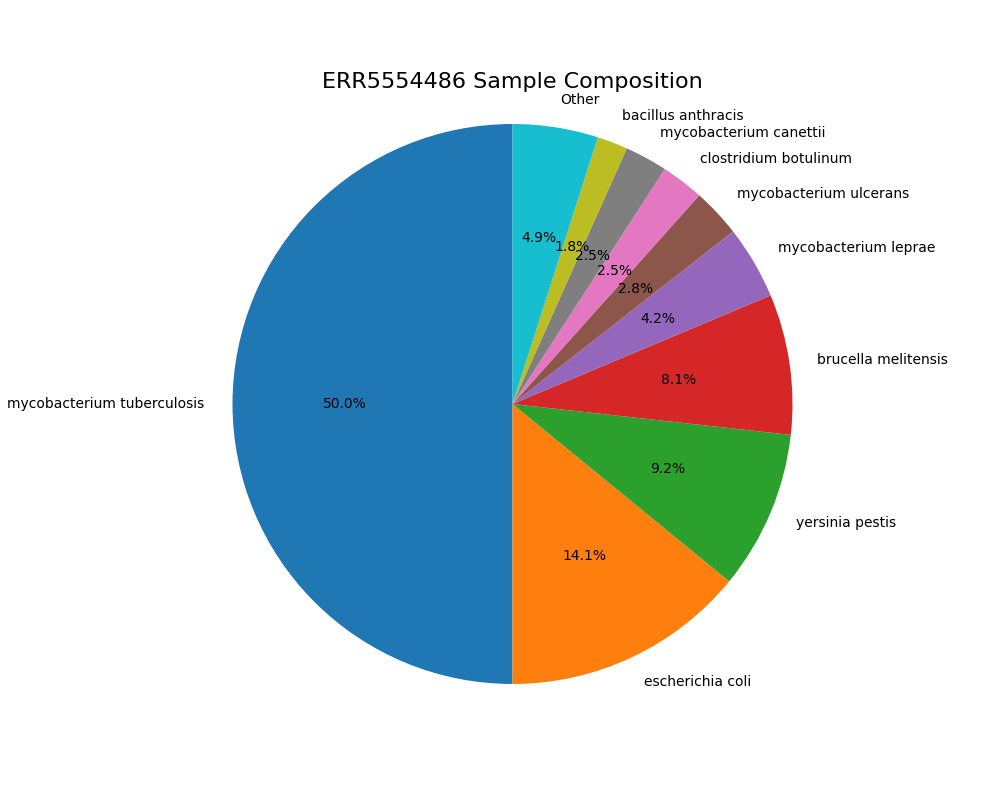 ERR5554486 Sample Composition
Other
bacillus anthracis
mycobacterium canettii
clostridium botulinum
mycobacterium ulcerans
mycobacterium leprae
brucella melitensis
yersinia pestis
escherichia coli
mycobacterium tuberculosis
4.9%
1.8%
2.5%
2.5%
2.8%
4.2%
8.1%
9.2%
14.1%
50.0%